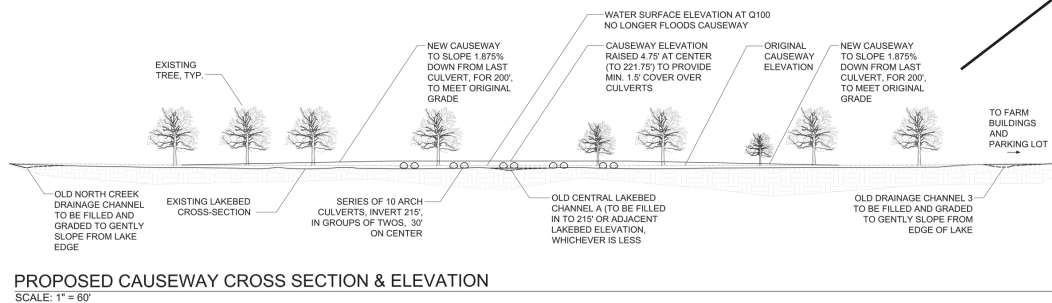 WATER SURFACE ELEVATION AT Q100
NO LONGER FLOODS CAUSEWAY
EXISTING
TREE, TYP.
NEW CAUSEWAY
TO SLOPE 1.875%
DOWN FROM LAST
CULVERT, FOR 200',
TO MEET ORIGINAL
GRADE
CAUSEWAY ELEVATION
RAISED 4.75' AT CENTER
(TO 221.75') TO PROVIDE
MIN. 1.5' COVER OVER
CULVERTS
ORIGINAL
CAUSEWAY
ELEVATION
NEW CAUSEWAY
TO SLOPE 1.875%
DOWN FROM LAST
CULVERT, FOR 200',
TO MEET ORIGINAL
GRADE
TO FARM
BUILDINGS
AND
PARKING LOT
OLD NORTH CREEK
DRAINAGE CHANNEL
TO BE FILLED AND
GRADED TO GENTLY
SLOPE FROM LAKE
EDGE
EXISTING LAKEBED
CROSS-SECTION
SERIES OF 10 ARCH
CULVERTS, INVERT 215',
IN GROUPS OF TWOS, 30'
ON CENTER
OLD CENTRAL LAKEBED
CHANNEL A (TO BE FILLED
IN TO 215' OR ADJACENT
LAKEBED ELEVATION,
WHICHEVER IS LESS
OLD DRAINAGE CHANNEL 3
TO BE FILLED AND GRADED
TO GENTLY SLOPE FROM
EDGE OF LAKE
PROPOSED CAUSEWAY CROSS SECTION & ELEVATION
SCALE: 1" = 60'